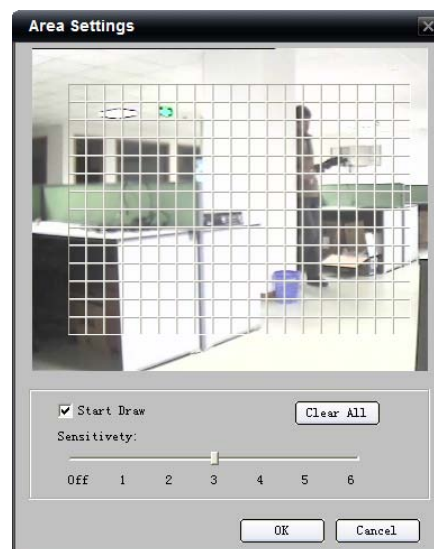 Area Settings
Start Draw
Clear All
Sensitivety:
Off 1 2 3 4 5 6
OK Cancel